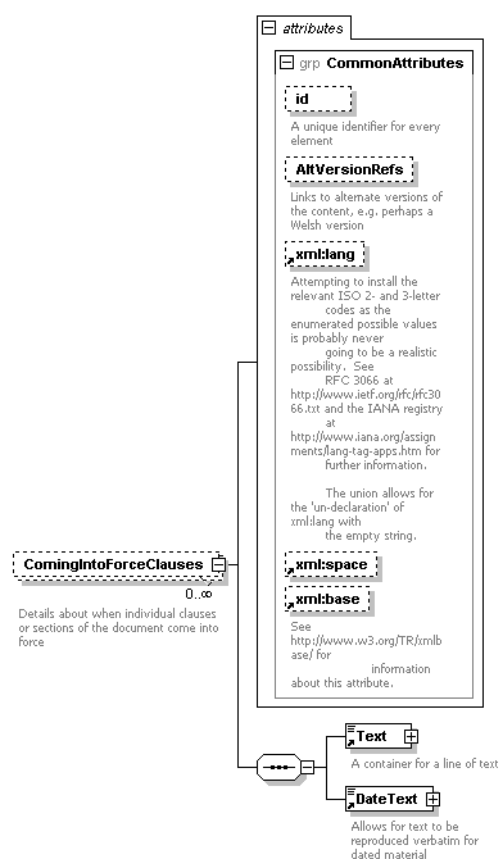 attributes
grp CommonAttributes
id
A unique identifier for every
element
AltVersionRefs
Links to alternate versions of
the content, e.g. perhaps a
Welsh version
xml:lang
Attempting to install the
relevant ISO 2- and 3-letter
codes as the
enumerated possible values
is probably never
going to be a realistic
possibility. See
RFC 3066 at
http://www.ietf.org/rfc/rfc30
66.txt and the IANA registry
at
http://www.iana.org/assign
ments/lang-tag-apps.htm for
further information.
The union allows for
the 'un-declaration' of
xml:lang with
the empty string.
xml:space
xml:base
See
http://www.w3.org/TR/xmlb
ase/ for
information
about this attribute.
ComingIntoForceClauses
0..∞
Details about when individual clauses
or sections of the document come into
force
Text
A container for a line of text
DateText
Allows for text to be
reproduced verbatim for
dated material